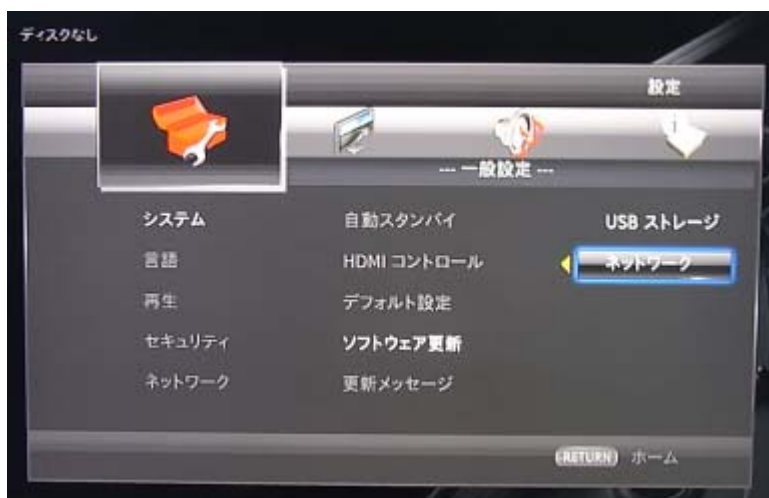 ディスクなし
設定
--- 一般設定 ---
システム 自動スタンバイ USB ストレージ
言語 HDMI コントロール ネットワーク
再生 デフォルト設定
セキュリティ ソフトウェア更新
ネットワーク 更新メッセージ
RETURN ホーム